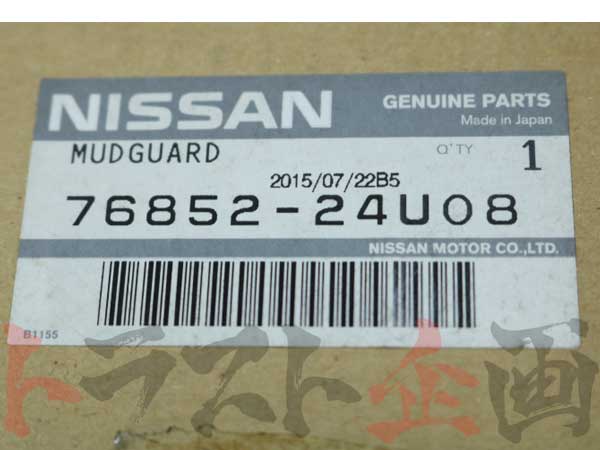 NISSAN GENUINE PARTS
Made in Japan
MUDGUARD Q'TY 1
2015/07/22B5
76852-24U08
NISSAN MOTOR CO.,LTD.
B1155
トラスト企画